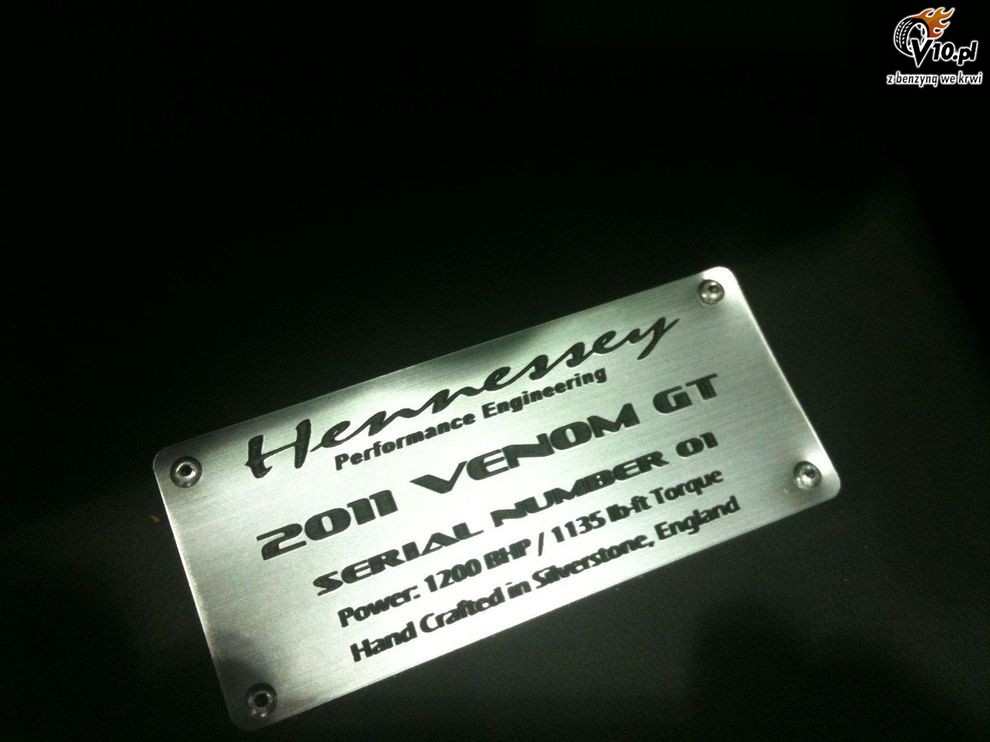 V10.pl
z benzyną we krwi
Hennessey
Performance Engineering
2011 VENOM GT
SERIAL NUMBER 01
Power: 1200 BHP / 1135 lb-ft Torque
Hand Crafted in Silverstone, England